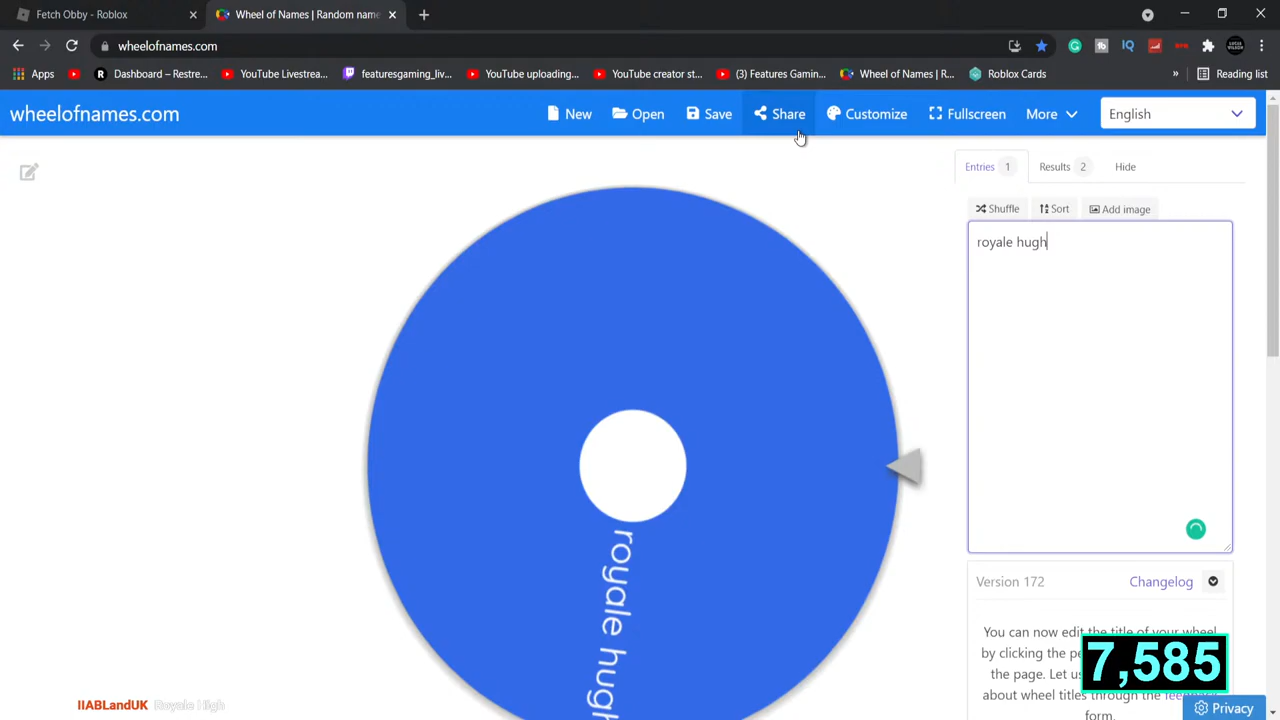 Fetch Obby - Roblox
Wheel of Names | Random name
wheelofnames.com
Apps
Dashboard – Restre...
YouTube Livestrea...
featuresgaming_liv...
YouTube uploading...
YouTube creator st...
(3) Features Gamin...
Wheel of Names | R...
Roblox Cards
»
Reading list
wheelofnames.com
New
Open
Save
Share
Customize
Fullscreen
More
English
Entries 1
Results 2
Hide
Shuffle
Sort
Add image
royale hugh
royale hugh
Version 172
Changelog
You can now edit the title of your wheel
by clicking the
the page. Let
about wheel titles through the
form.
7,585
IIABLandUK Royale High
Privacy